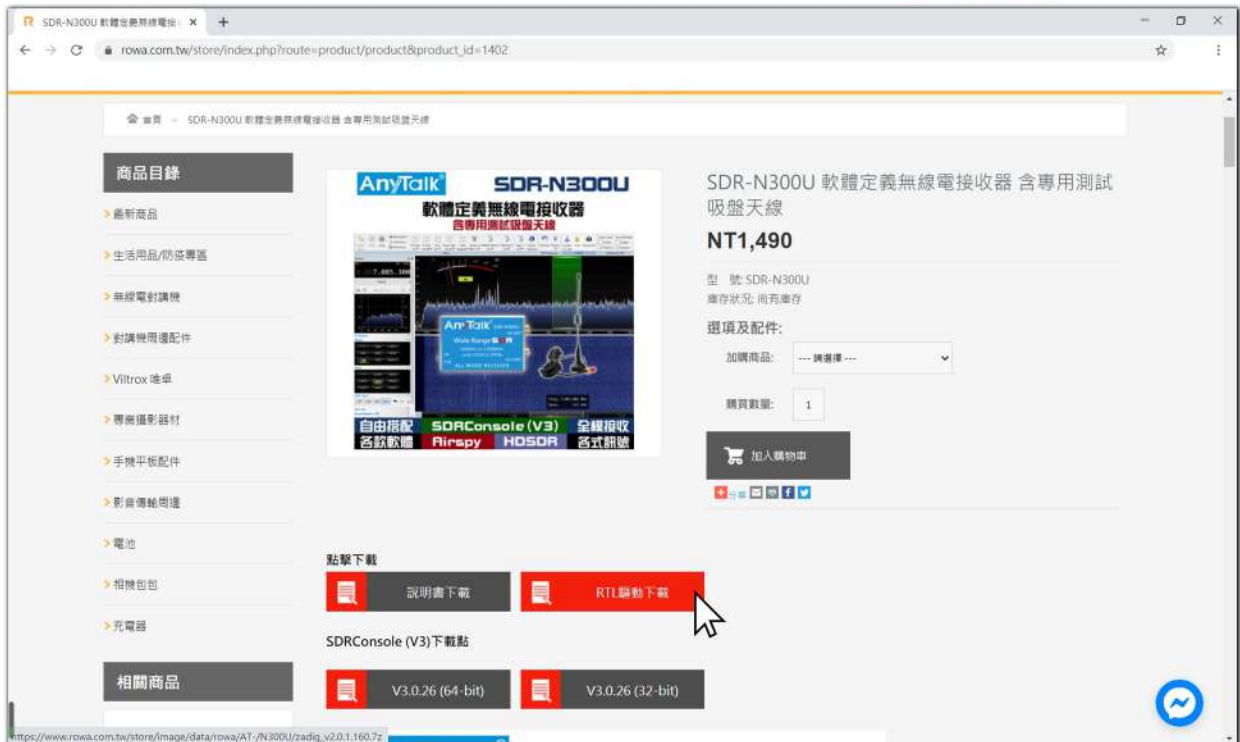 SDR-N300U 軟體定義無線電接
rowa.com.tw/store/index.php?route=product/product&product_id=1402
首頁 » SDR-N300U 軟體定義無線電接收器 含專用測試吸盤天線
商品目錄
最新商品
生活用品/防疫專區
無線電對講機
對講機周邊配件
Viltrox 唯卓
專業攝影器材
手機平板配件
影音傳輸周邊
電池
相機包包
充電器
相關商品
AnyTalk SDR-N300U
軟體定義無線電接收器
含專用測試吸盤天線
7.085.300
AnyTalk
Wide Range SDR
ALL MODE RECEIVER
自由搭配 SDRConsole (V3) 全模接收
各款軟體 Airspy HDSDR 各式訊號
SDR-N300U 軟體定義無線電接收器 含專用測試
吸盤天線
NT1,490
型 號: SDR-N300U
庫存狀況: 尚有庫存
選項及配件:
加購商品: --- 請選擇 ---
購買數量: 1
加入購物車
分享
點擊下載
說明書下載 RTL驅動下載
SDRConsole (V3)下載點
V3.0.26 (64-bit) V3.0.26 (32-bit)
https://www.rowa.com.tw/store/image/data/rowa/AT-/N300U/zadig_v2.0.1.160.7z